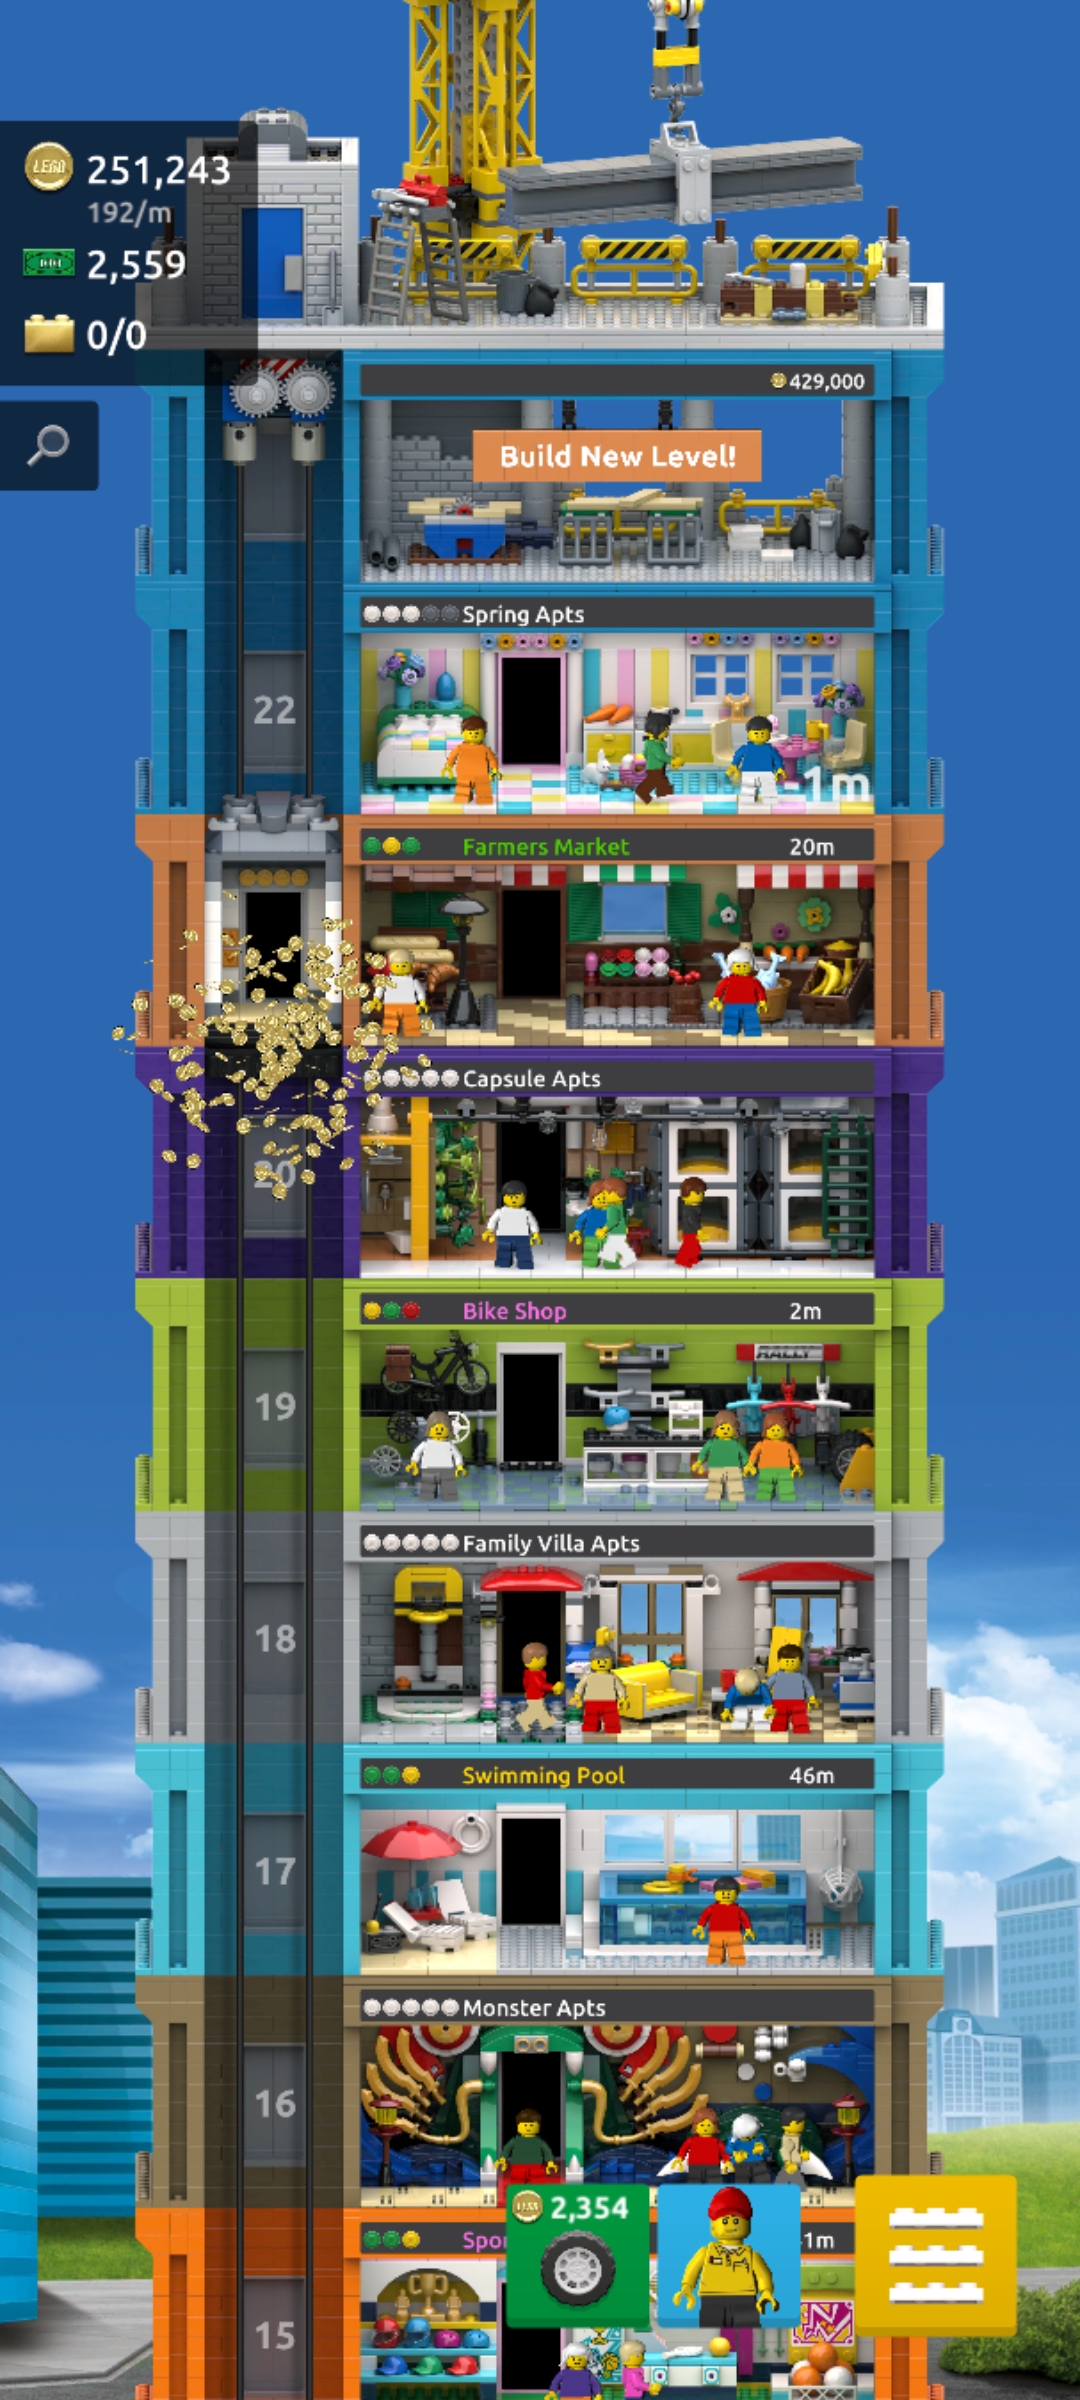 LEGO 251,243
192/m
2,559
0/0
429,000
Build New Level!
Spring Apts
22
-1m
Farmers Market 20m
Capsule Apts
20
Bike Shop 2m
RALLY
19
Family Villa Apts
18
Swimming Pool 46m
17
Monster Apts
16
2,354
Spor
1m
15